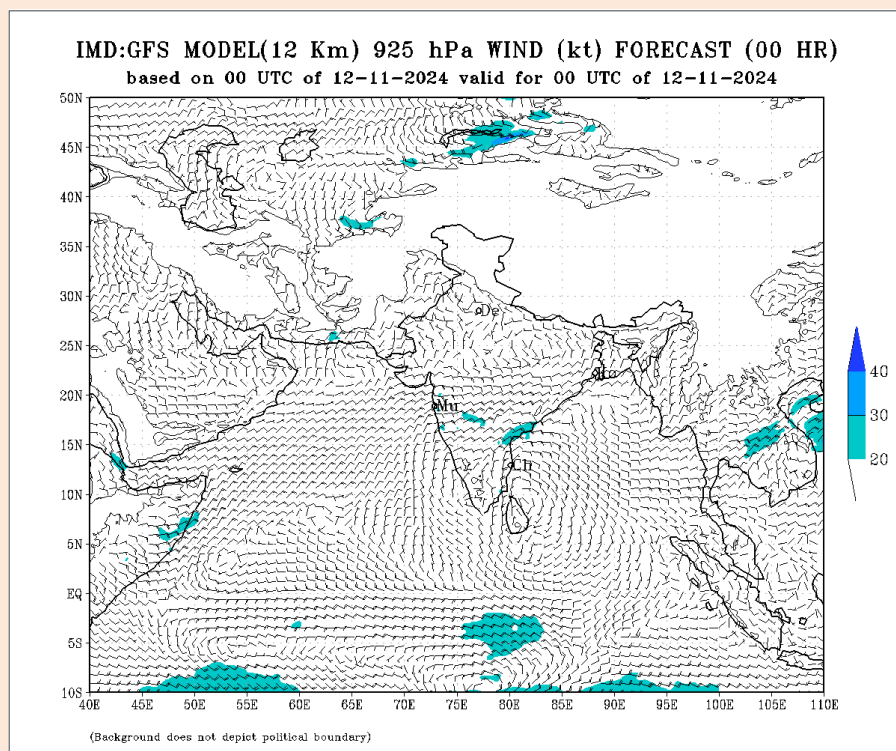 IMD:GFS MODEL(12 Km) 925 hPa WIND (kt) FORECAST (00 HR)
based on 00 UTC of 12-11-2024 valid for 00 UTC of 12-11-2024
50N
45N
40N
35N
30N
25N
20N
15N
10N
5N
EQ
5S
10S
De
Ko
Mu
Ch
40
30
20
40E 45E 50E 55E 60E 65E 70E 75E 80E 85E 90E 95E 100E 105E 110E
(Background does not depict political boundary)